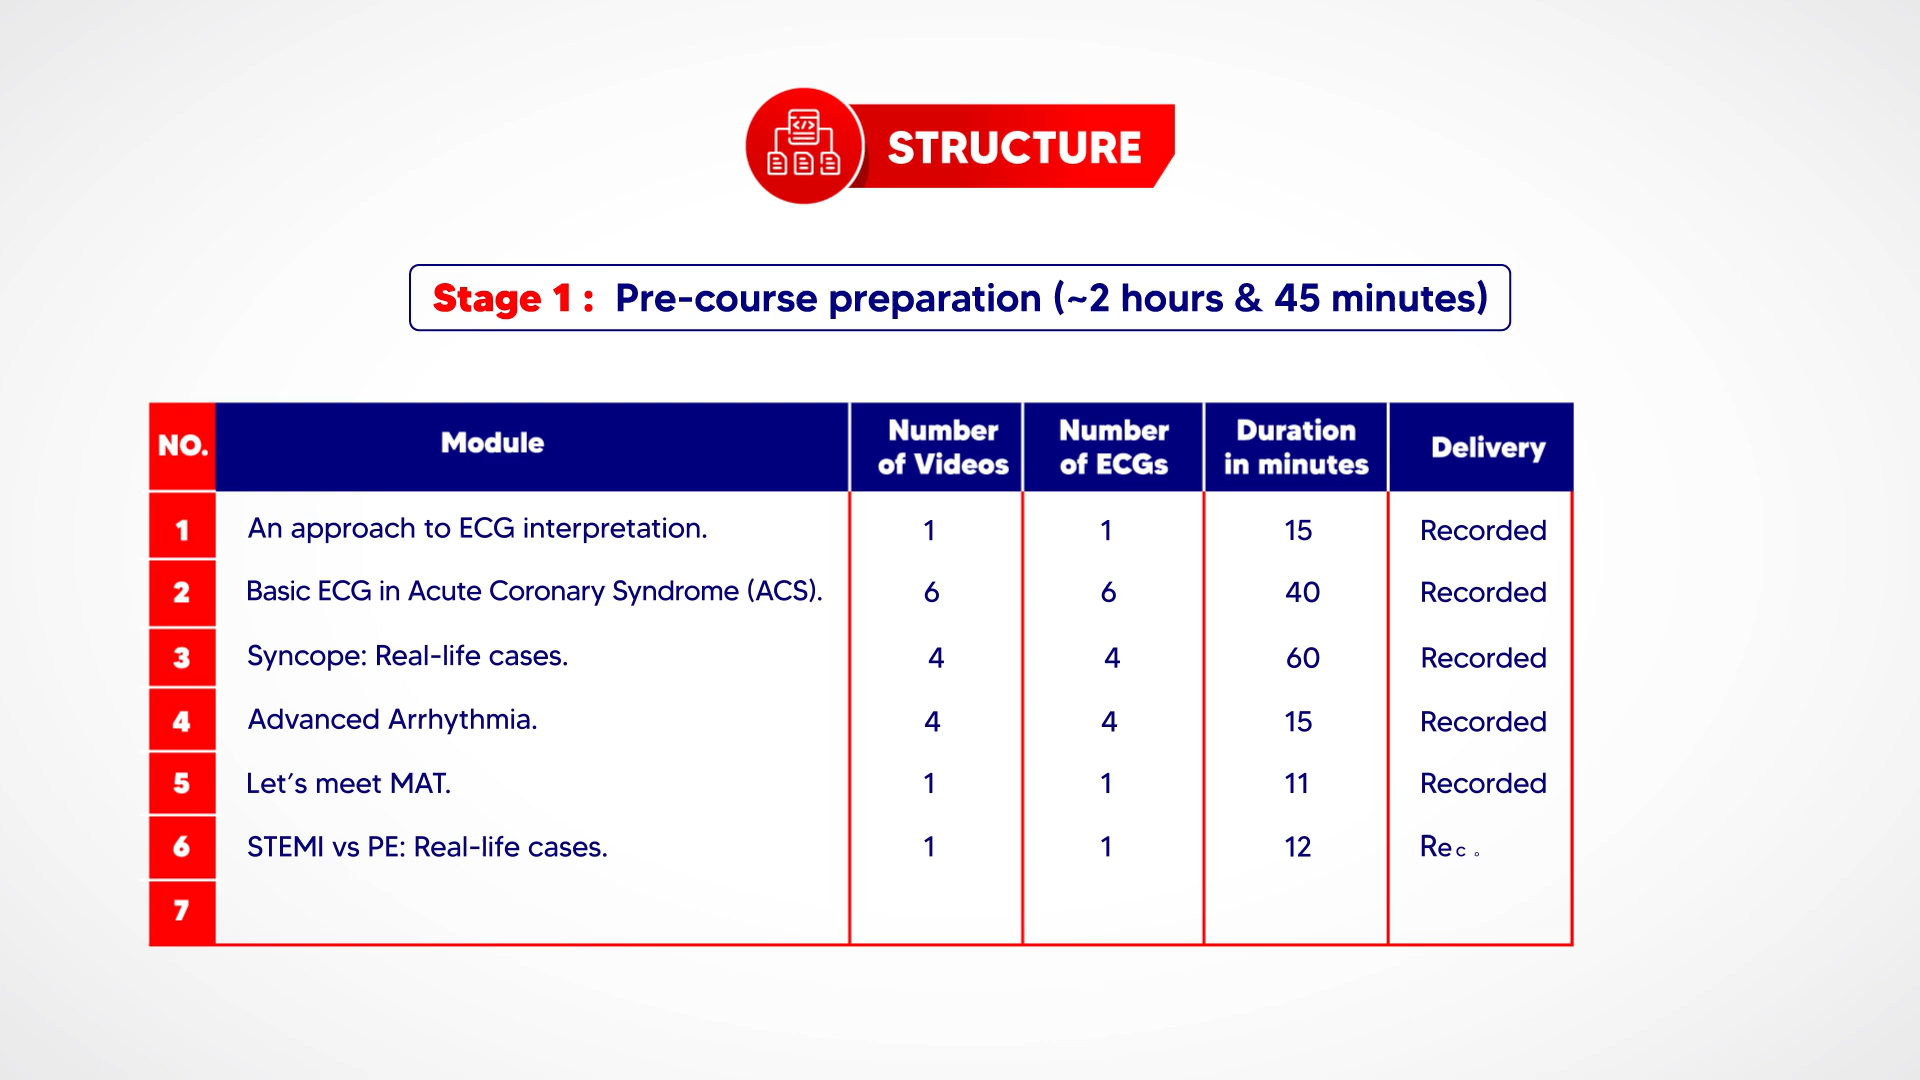 STRUCTURE
Stage 1 : Pre-course preparation (~2 hours & 45 minutes)
NO. Module Number of Videos Number of ECGs Duration in minutes Delivery
1 An approach to ECG interpretation. 1 1 15 Recorded
2 Basic ECG in Acute Coronary Syndrome (ACS). 6 6 40 Recorded
3 Syncope: Real-life cases. 4 4 60 Recorded
4 Advanced Arrhythmia. 4 4 15 Recorded
5 Let's meet MAT. 1 1 11 Recorded
6 STEMI vs PE: Real-life cases. 1 1 12 Rec
7